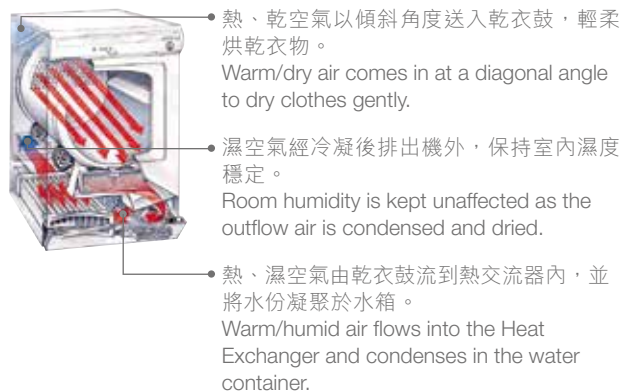 熱、乾空氣以傾斜角度送入乾衣鼓，輕柔
烘乾衣物。
Warm/dry air comes in at a diagonal angle
to dry clothes gently.
濕空氣經冷凝後排出機外，保持室內濕度
穩定。
Room humidity is kept unaffected as the
outflow air is condensed and dried.
熱、濕空氣由乾衣鼓流到熱交流器內，並
將水份凝聚於水箱。
Warm/humid air flows into the Heat
Exchanger and condenses in the water
container.